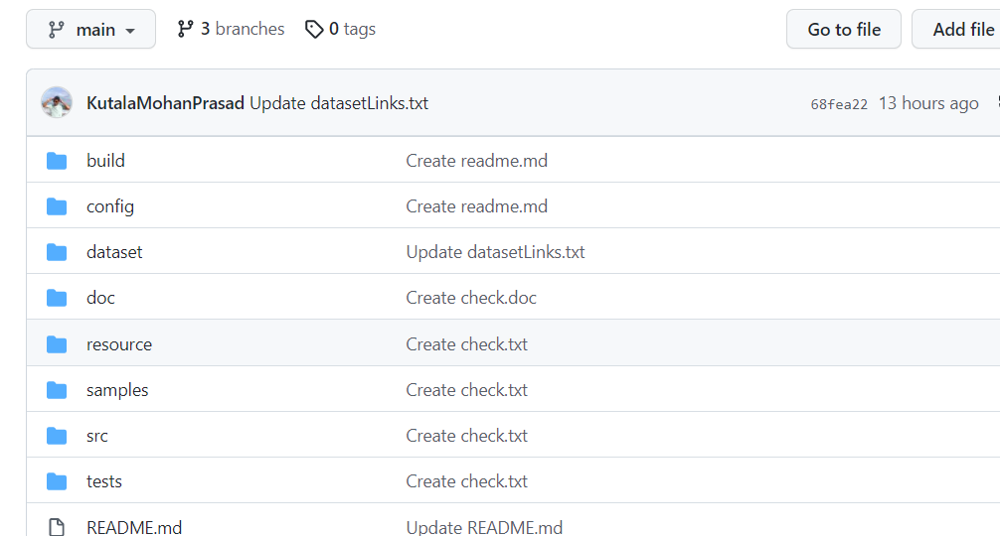 main 3 branches 0 tags Go to file Add file
KutalaMohanPrasad Update datasetLinks.txt 68fea22 13 hours ago
build Create readme.md
config Create readme.md
dataset Update datasetLinks.txt
doc Create check.doc
resource Create check.txt
samples Create check.txt
src Create check.txt
tests Create check.txt
README.md Update README.md